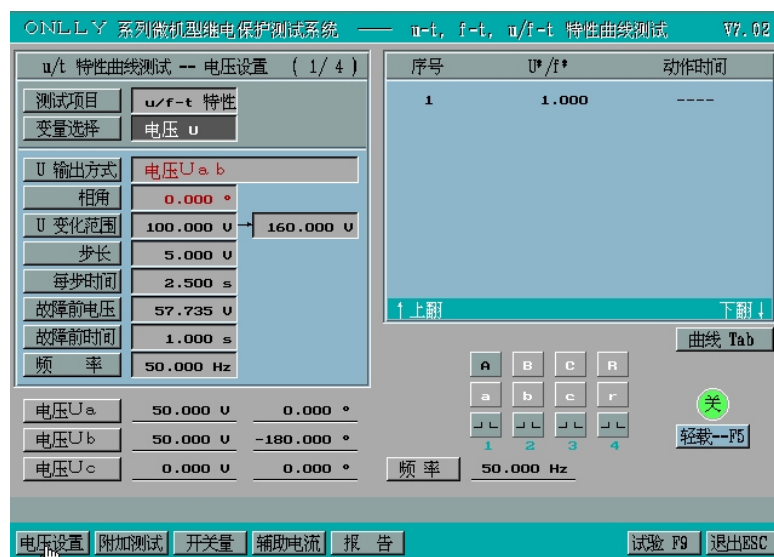 ONLLY 系列微机型继电保护测试系统 —— u-t, f-t, u/f-t 特性曲线测试 V7.02
u/t 特性曲线测试 -- 电压设置 ( 1/4 )
测试项目 u/f-t 特性
变量选择 电压 U
U 输出方式 电压Uab
相角 0.000 °
U 变化范围 100.000 V → 160.000 V
步长 5.000 V
每步时间 2.500 s
故障前电压 57.735 V
故障前时间 1.000 s
频 率 50.000 Hz
电压Ua 50.000 V 0.000 °
电压Ub 50.000 V -180.000 °
电压Uc 0.000 V 0.000 °
序号 U*/f* 动作时间
1 1.000 ----
↑上翻 下翻↓
曲线 Tab
A B C R
a b c r
1 2 3 4
关
轻载--F5
频 率 50.000 Hz
电压设置 附加测试 开关量 辅助电流 报 告 试验 F9 退出ESC